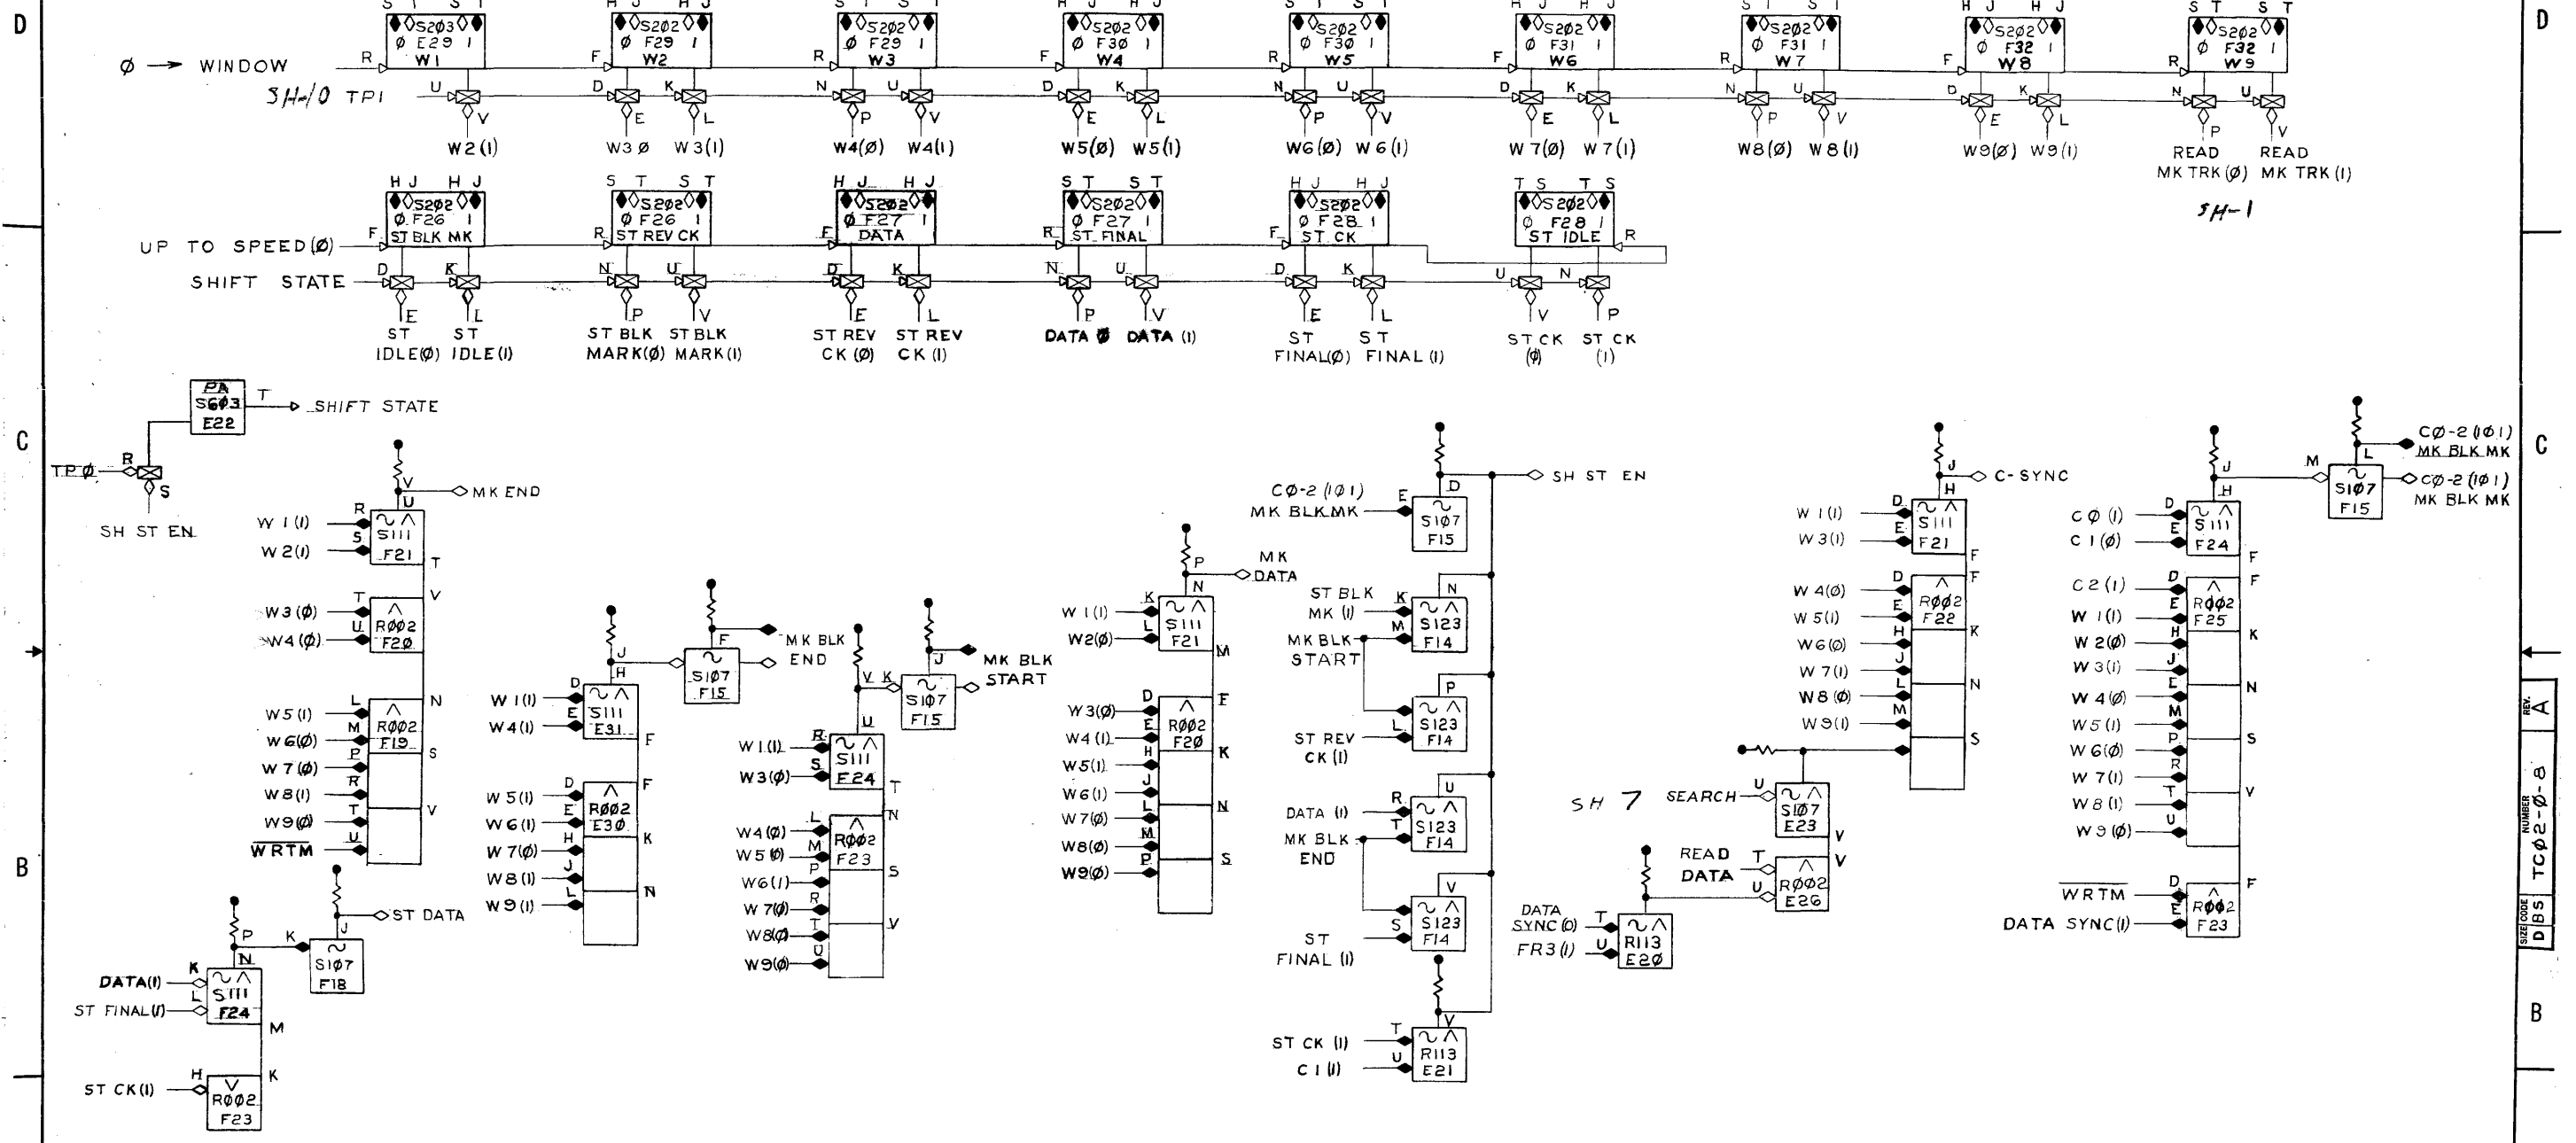 D
S T S T H J H J S T S T H J H J S T S T H J H J S T S T H J H J S T S T
D
S203 S202 S202 S202 S202 S202 S202 S202 S202
Ø E29 1 Ø F29 1 Ø F29 1 Ø F30 1 Ø F30 1 Ø F31 1 Ø F31 1 Ø F32 1 Ø F32 1
W1 W2 W3 W4 W5 W6 W7 W8 W9
Ø → WINDOW R F R F R F R F R
SH-10 TP1 U D K N U D K N U D K N U D K N U
V E L P V E L P V E L P V E L P V
W2(1) W3Ø W3(1) W4(Ø) W4(1) W5(Ø) W5(1) W6(Ø) W6(1) W7(Ø) W7(1) W8(Ø) W8(1) W9(Ø) W9(1) READ READ
MK TRK(Ø) MK TRK(1)
SH-1
H J H J S T S T H J H J S T S T H J H J T S T S
S202 S202 S202 S202 S202 S202
Ø F26 1 Ø F26 1 Ø F27 1 Ø F27 1 Ø F28 1 Ø F28 1
ST BLK MK ST REV CK DATA ST FINAL ST CK ST IDLE
UP TO SPEED(Ø) F R F R F R
SHIFT STATE D K N U D K N U D K U N
E L P V E L P V E L V P
ST ST ST BLK ST BLK ST REV ST REV DATA Ø DATA (1) ST ST ST CK ST CK
IDLE(Ø) IDLE(1) MARK(Ø) MARK(1) CK (Ø) CK (1) FINAL(Ø) FINAL (1) (Ø) (1)
PA
S603
E22
T SHIFT STATE
C
TPØ R
S
SH ST EN
V MK END
U
W1(1) R
W2(1) S
S111
F21
T
V
W3(Ø) T
W4(Ø) U
R002
F20
N
W5(1) L
W6(Ø) M
R002
F19
S
W7(Ø) P
W8(1) R
V
W9(Ø) T
WRTM U
ST DATA
J
P K
S107
F18
N
DATA(1) K
ST FINAL(1) L
S111
F24
M
K
ST CK(1) H
R002
F23
J
H
W1(1) D
W4(1) E
S111
E31
F
F
W5(1) D
W6(1) E
R002
E30
K
W7(Ø) H
W8(1) J
N
W9(1) L
F
MK BLK
END
S107
F15
V K
J
MK BLK
START
S107
F15
U
W1(1) R
W3(Ø) S
S111
F24
T
N
W4(Ø) L
W5(Ø) M
R002
F23
S
W6(1) P
W7(Ø) R
V
W8(Ø) T
W9(Ø) U
P
MK
DATA
N
W1(1) K
W2(Ø) L
S111
F21
M
F
W3(Ø) D
W4(1) E
R002
F20
K
W5(1) H
W6(1) J
N
W7(Ø) L
W8(Ø) M
S
W9(Ø) P
SH ST EN
D
CØ-2 (101)
MK BLK MK
E
S107
F15
N
ST BLK
MK (1)
K
MK BLK
START
M
S123
F14
P
ST REV
CK (1)
L
S123
F14
U
DATA (1) R
MK BLK
END
T
S123
F14
V
ST
FINAL (1)
S
S123
F14
V
ST CK (1) T
C1(1) U
R113
E21
J C-SYNC
H
W1(1) D
W3(1) E
S111
F21
F
F
W4(Ø) D
W5(1) E
R002
F22
K
W6(Ø) H
W7(1) J
N
W8(Ø) L
W9(1) M
S
SH 7
SEARCH U
S107
E23
V
V
READ
DATA
T
U
R002
E26
DATA
SYNC(0)
T
FR3(1) U
R113
E20
J
H
CØ(1) D
C1(Ø) E
S111
F24
F
F
C2(1) D
W1(1) E
R002
F25
K
W2(Ø) H
W3(1) J
N
W4(Ø) E
W5(1) M
S
W6(Ø) P
W7(1) R
V
W8(1) T
W9(Ø) U
F
WRTM D
DATA SYNC(1) E
R002
F23
M
L
CØ-2 (101)
MK BLK MK
CØ-2 (101)
MK BLK MK
S107
F15
C
B
B
REV.
A
NUMBER
TCØ2-Ø-8
SIZE CODE
D BS